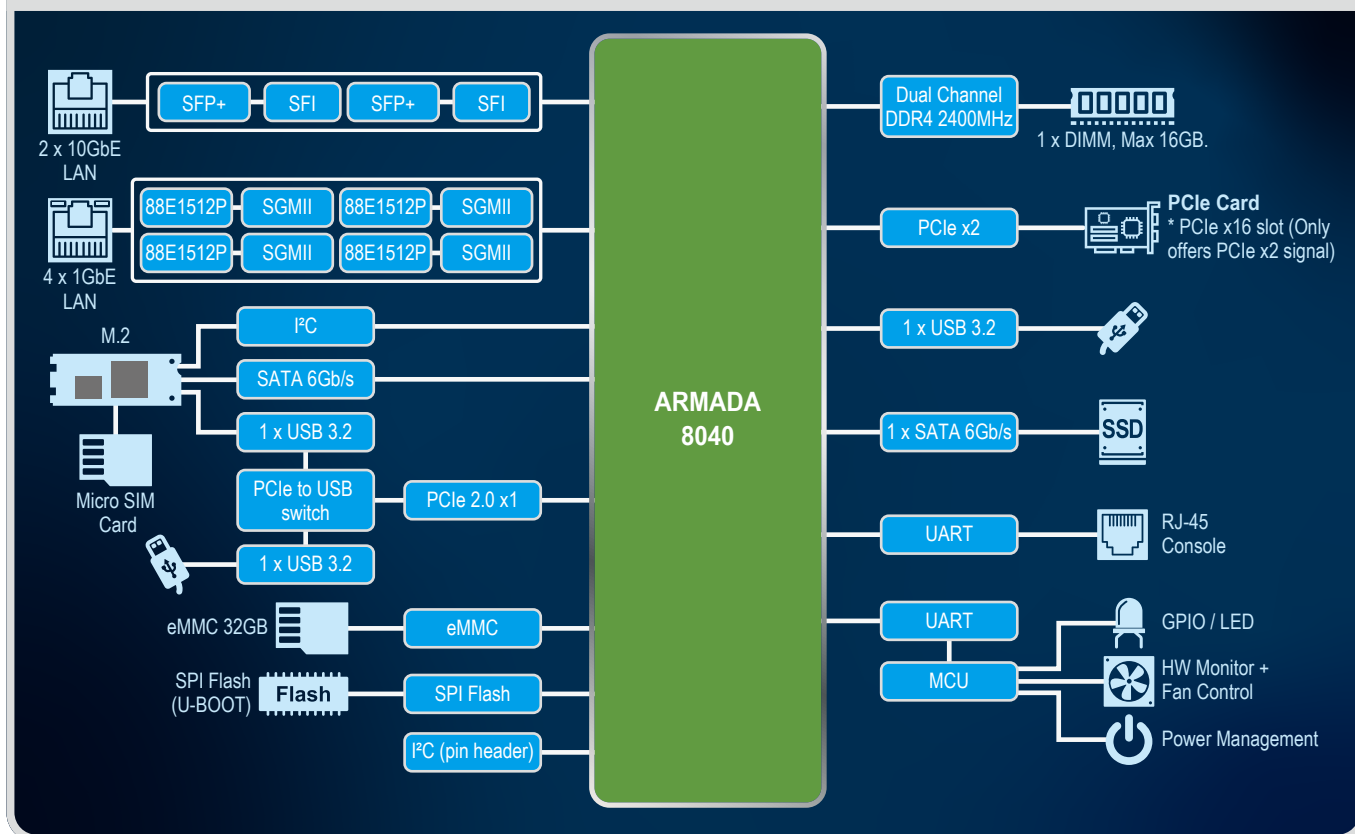 SFP+ SFI SFP+ SFI
2 x 10GbE
LAN
88E1512P SGMII 88E1512P SGMII
88E1512P SGMII 88E1512P SGMII
4 x 1GbE
LAN
M.2
I²C
SATA 6Gb/s
1 x USB 3.2
Micro SIM
Card
PCIe to USB
switch
PCIe 2.0 x1
1 x USB 3.2
eMMC 32GB
eMMC
SPI Flash
(U-BOOT)
Flash
SPI Flash
I²C (pin header)
ARMADA
8040
Dual Channel
DDR4 2400MHz
1 x DIMM, Max 16GB.
PCIe x2
PCIe Card
* PCIe x16 slot (Only
offers PCIe x2 signal)
1 x USB 3.2
1 x SATA 6Gb/s
SSD
UART
RJ-45
Console
UART
MCU
GPIO / LED
HW Monitor +
Fan Control
Power Management